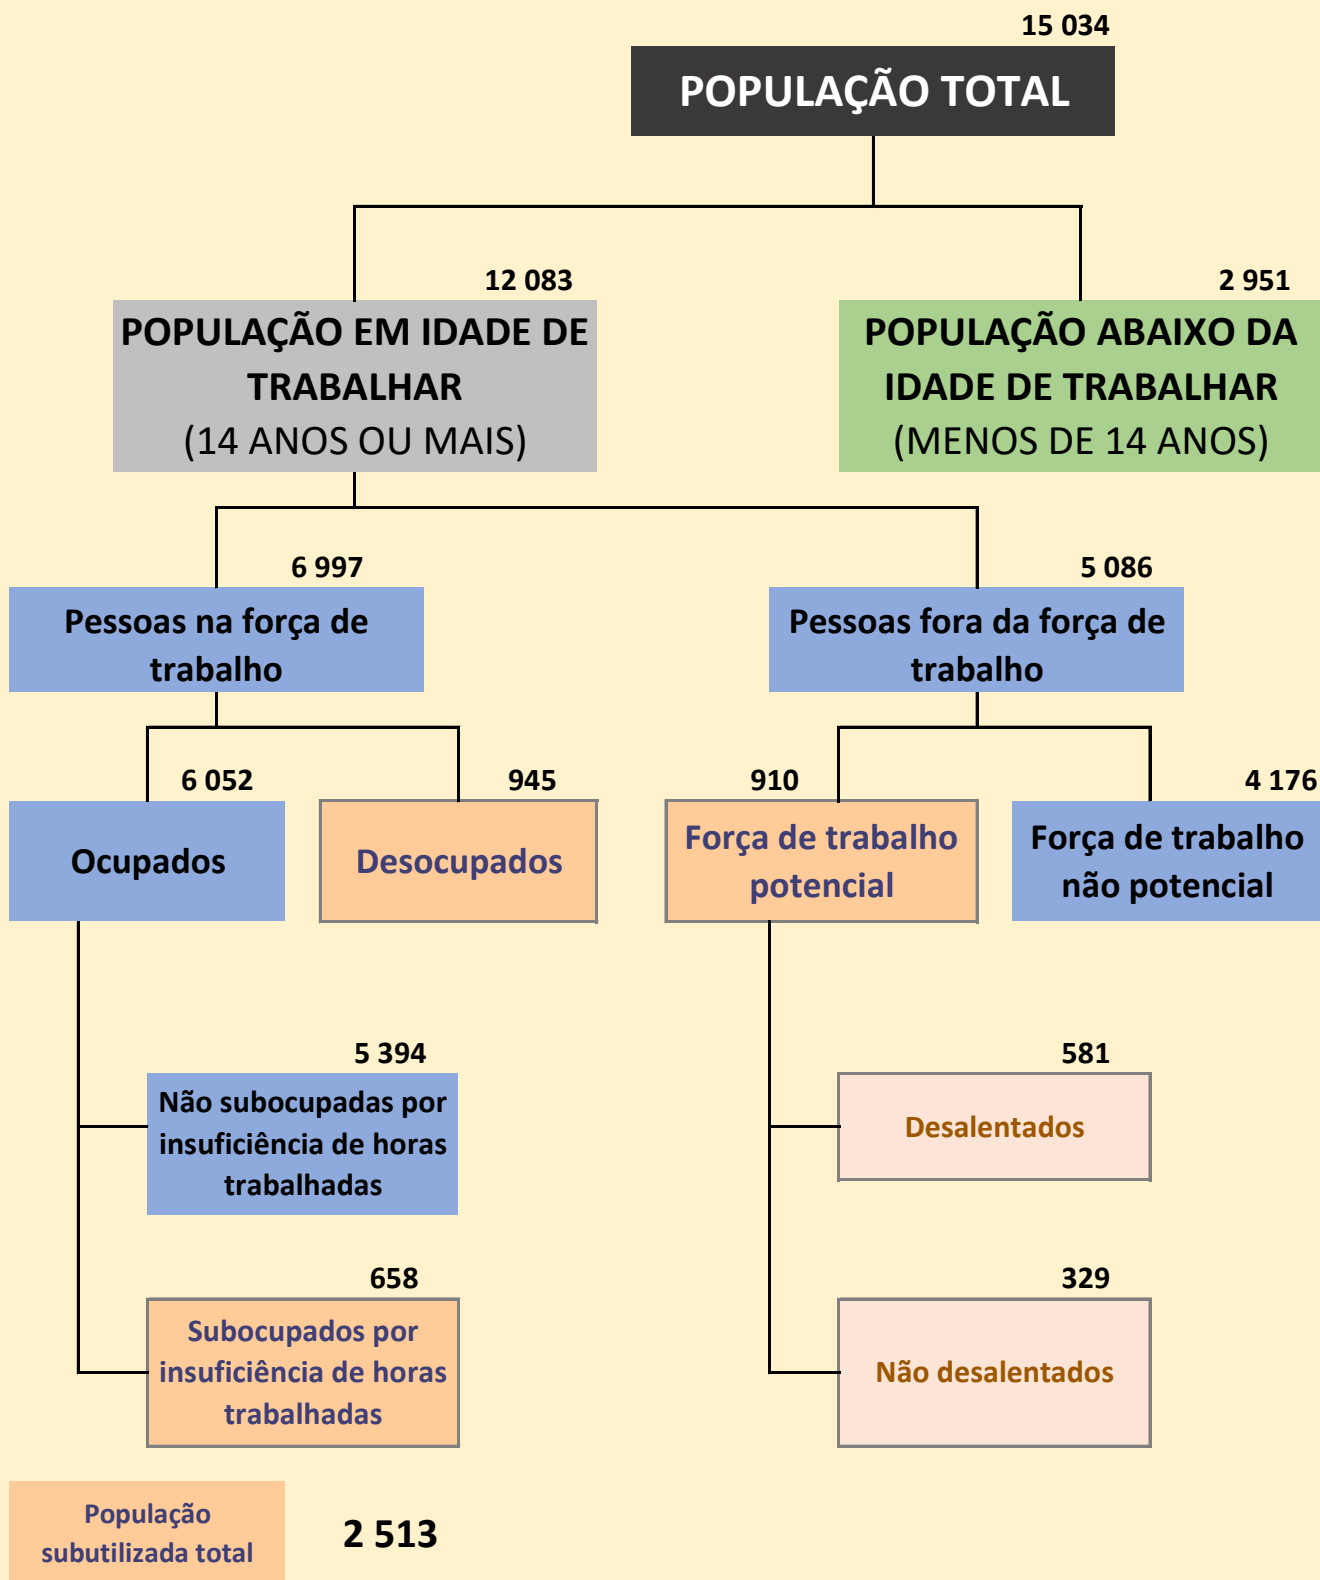 15 034
POPULAÇÃO TOTAL
12 083
POPULAÇÃO EM IDADE DE
TRABALHAR
(14 ANOS OU MAIS)
2 951
POPULAÇÃO ABAIXO DA
IDADE DE TRABALHAR
(MENOS DE 14 ANOS)
6 997
Pessoas na força de
trabalho
5 086
Pessoas fora da força de
trabalho
6 052
Ocupados
945
Desocupados
910
Força de trabalho
potencial
4 176
Força de trabalho
não potencial
5 394
Não subocupadas por
insuficiência de horas
trabalhadas
581
Desalentados
658
Subocupados por
insuficiência de horas
trabalhadas
329
Não desalentados
População
subutilizada total
2 513